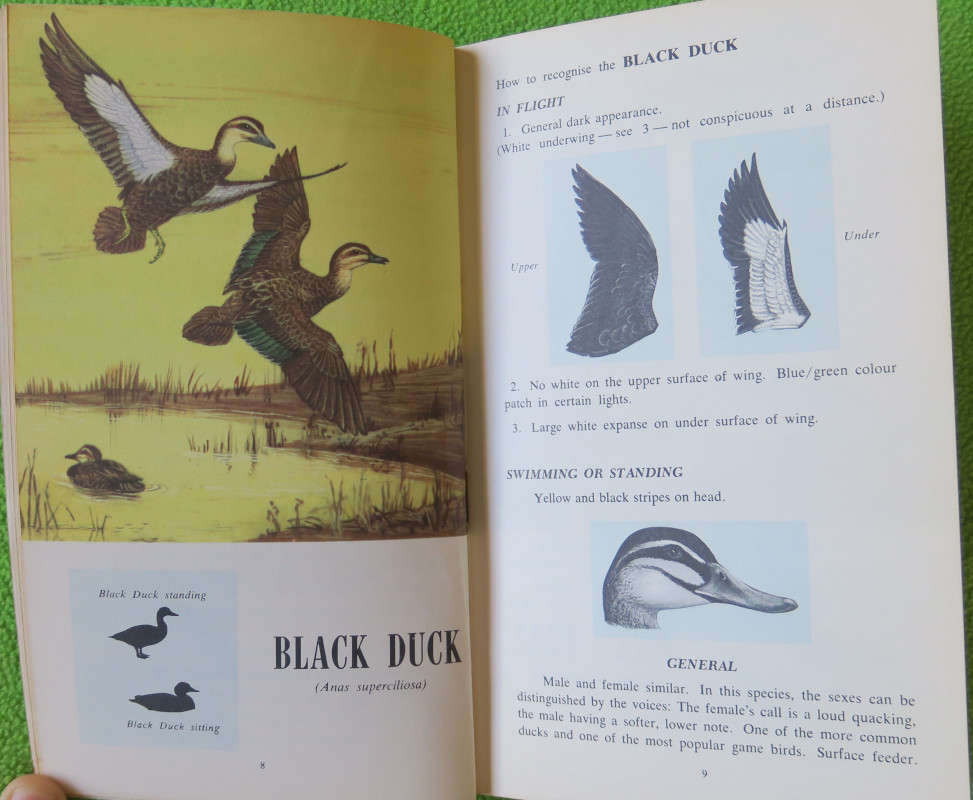 Black Duck standing
Black Duck sitting
BLACK DUCK
(Anas superciliosa)
8
How to recognise the BLACK DUCK
IN FLIGHT
1. General dark appearance.
(White underwing — see 3 — not conspicuous at a distance.)
Upper
Under
2. No white on the upper surface of wing. Blue/green colour
patch in certain lights.
3. Large white expanse on under surface of wing.
SWIMMING OR STANDING
Yellow and black stripes on head.
GENERAL
Male and female similar. In this species, the sexes can be
distinguished by the voices: The female's call is a loud quacking,
the male having a softer, lower note. One of the more common
ducks and one of the most popular game birds. Surface feeder.
9